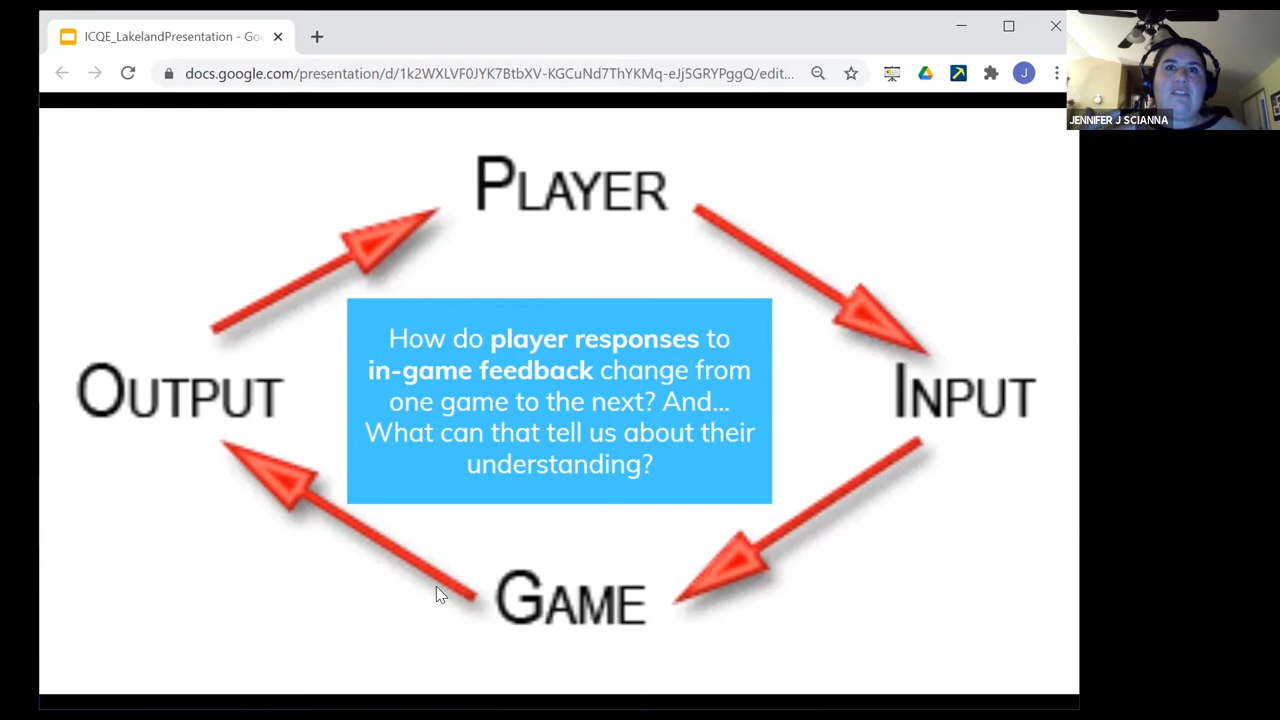 ICQE_LakelandPresentation - Goo
docs.google.com/presentation/d/1k2WXLVF0JYK7BtbXV-KGCuNd7ThYKMq-eJj5GRYPggQ/edit...
J
JENNIFER J SCIANNA
PLAYER
How do player responses to
in-game feedback change from
one game to the next? And...
What can that tell us about their
understanding?
OUTPUT
INPUT
GAME